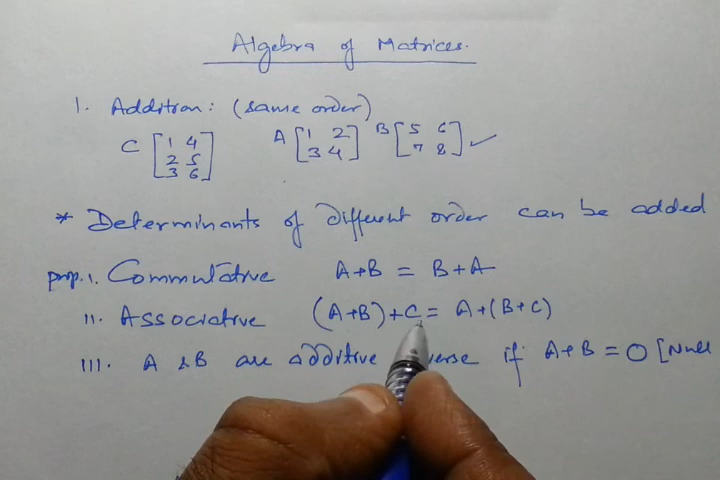 Algebra of Matrices.
1. Addition: (same order)
C [1 4 A [1 2 B [5 6
2 5 3 4] 7 8] ✓
3 6]
* Determinants of different order can be added
prop. i. Commutative A+B = B+A
ii. Associative (A+B)+C = A+(B+C)
iii. A & B are additive if A+B = O [Null